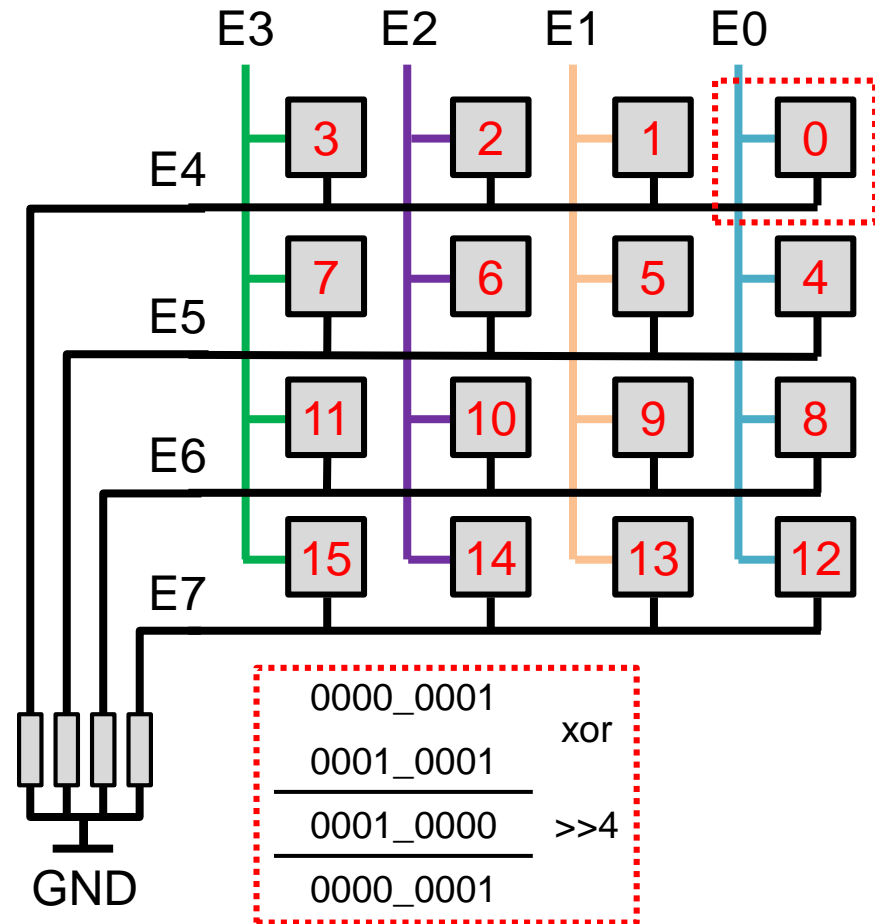 E3 E2 E1 E0
3 2 1 0
E4
7 6 5 4
E5
11 10 9 8
E6
15 14 13 12
E7
0000_0001
xor
0001_0001
0001_0000 >>4
0000_0001
GND